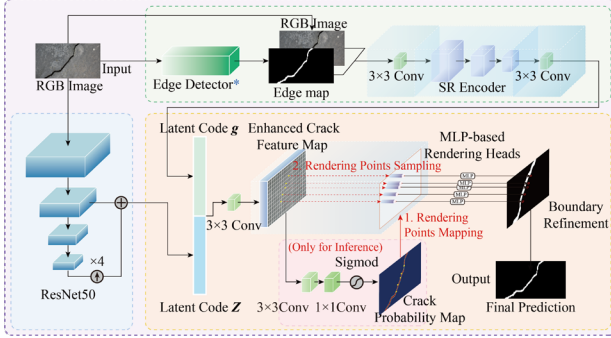 RGB Image
RGB Image
Input
Edge Detector*
Edge map
3×3 Conv
SR Encoder
3×3 Conv
Latent Code g
Enhanced Crack
Feature Map
MLP-based
Rendering Heads
2. Rendering Points Sampling
MLP
MLP
MLP
MLP
MLP
3×3 Conv
Boundary
Refinement
1. Rendering
Points Mapping
(Only for Inference)
Sigmod
×4
ResNet50
Latent Code Z
3×3Conv
1×1Conv
Crack
Probability Map
Output
Final Prediction